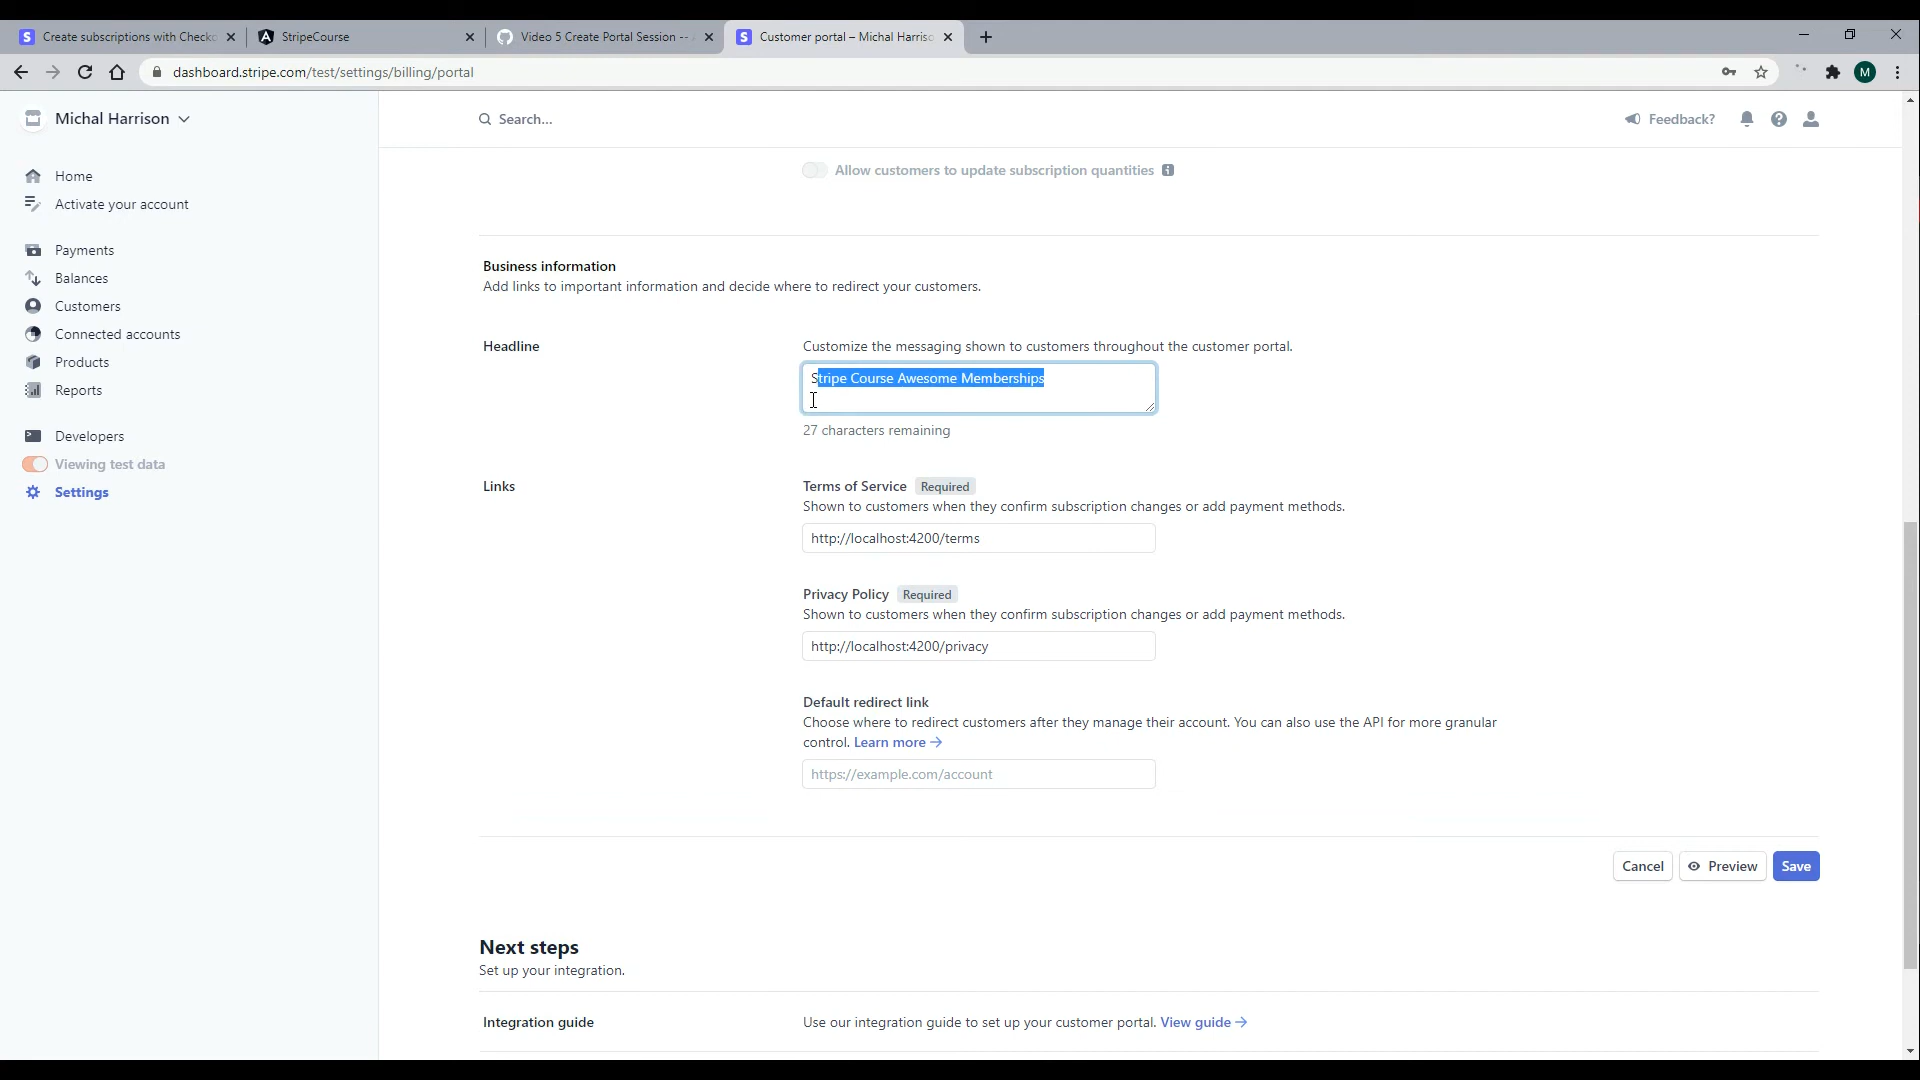 Create subscriptions with Checko
StripeCourse
Video 5 Create Portal Session --
Customer portal – Michal Harriso
dashboard.stripe.com/test/settings/billing/portal
M
Michal Harrison
Search...
Feedback?
Home
Activate your account
Payments
Balances
Customers
Connected accounts
Products
Reports
Developers
Viewing test data
Settings
Allow customers to update subscription quantities
Business information
Add links to important information and decide where to redirect your customers.
Headline
Customize the messaging shown to customers throughout the customer portal.
Stripe Course Awesome Memberships
27 characters remaining
Links
Terms of Service Required
Shown to customers when they confirm subscription changes or add payment methods.
http://localhost:4200/terms
Privacy Policy Required
Shown to customers when they confirm subscription changes or add payment methods.
http://localhost:4200/privacy
Default redirect link
Choose where to redirect customers after they manage their account. You can also use the API for more granular
control. Learn more →
https://example.com/account
Cancel
Preview
Save
Next steps
Set up your integration.
Integration guide
Use our integration guide to set up your customer portal. View guide →